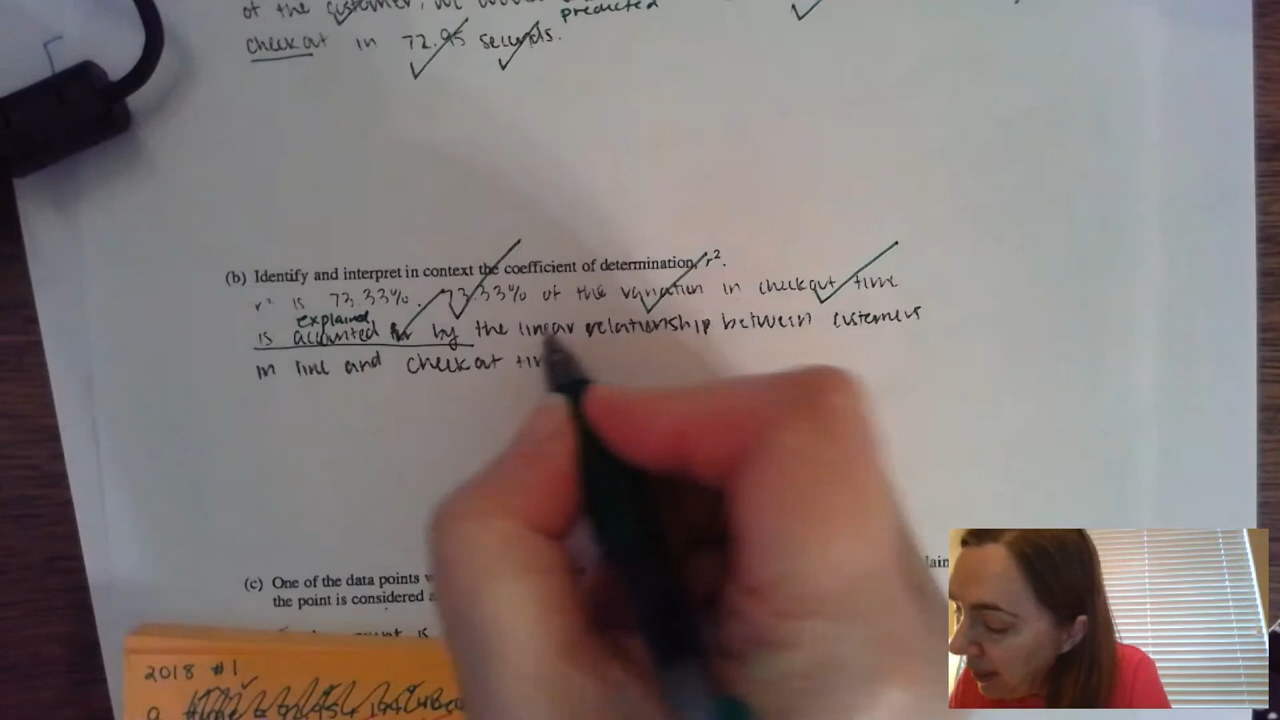 of the customer, we
predicted
checkout in 72.95 seconds.
(b) Identify and interpret in context the coefficient of determination, r².
r² is 73.33%. 73.33% of the variation in checkout time
explained
is accounted for by the linear relationship between customers
in line and checkout tim
(c) One of the data points
lain
the point is considered
is
2018 #1
a